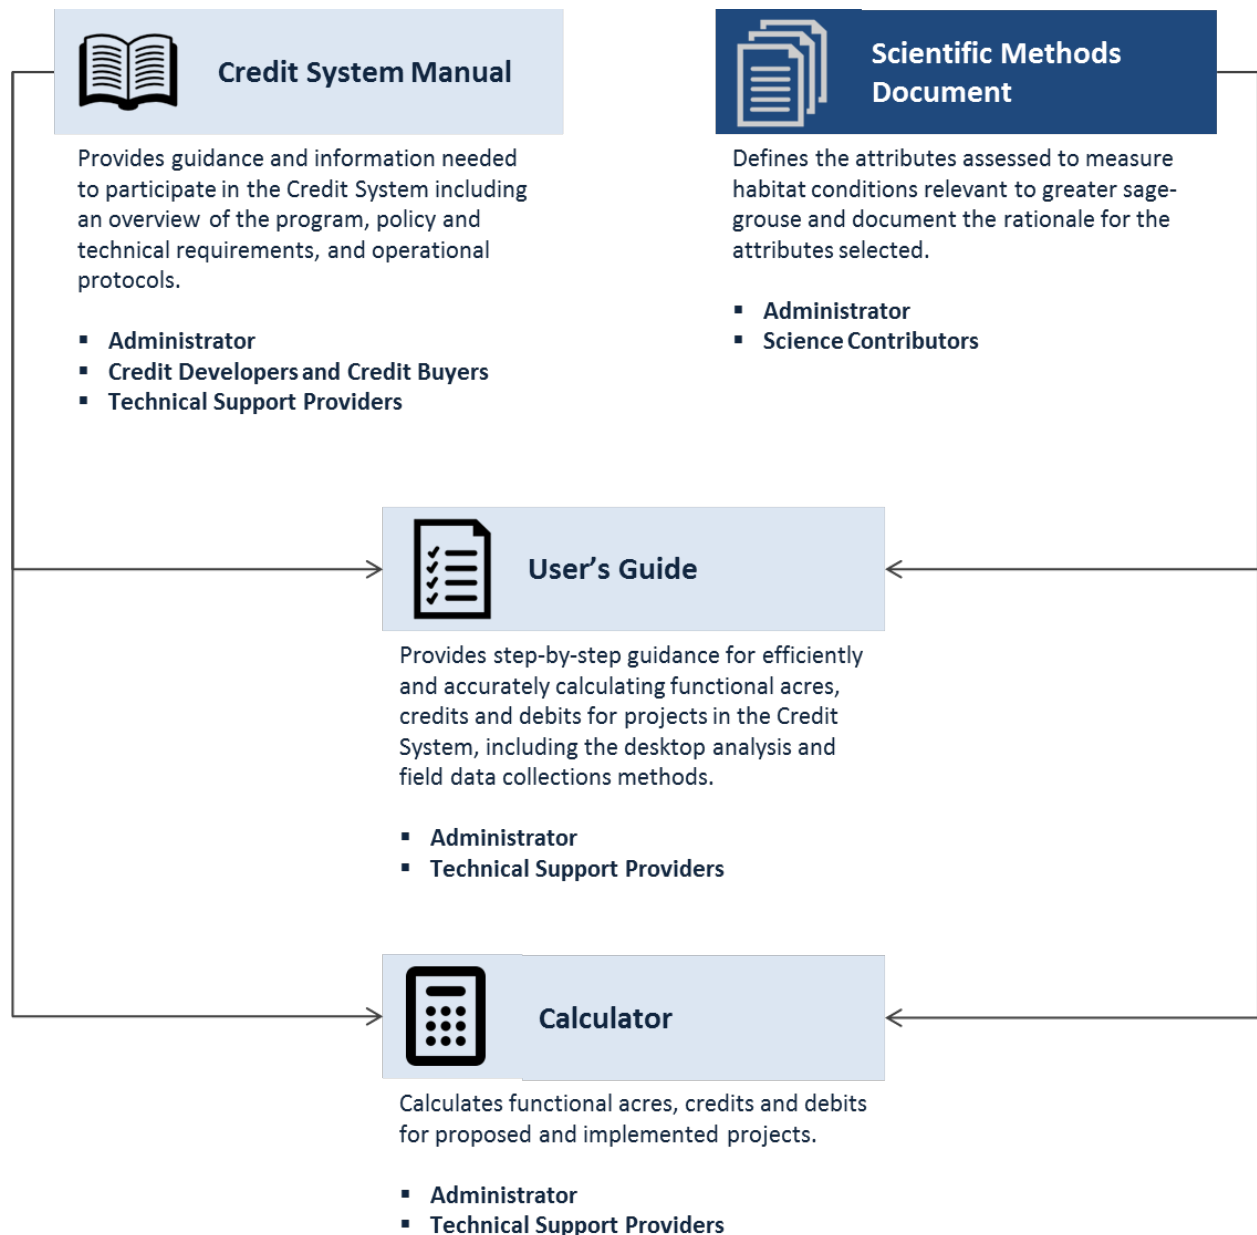 Credit System Manual
Provides guidance and information needed
to participate in the Credit System including
an overview of the program, policy and
technical requirements, and operational
protocols.
▪ Administrator
▪ Credit Developers and Credit Buyers
▪ Technical Support Providers
Scientific Methods
Document
Defines the attributes assessed to measure
habitat conditions relevant to greater sage-
grouse and document the rationale for the
attributes selected.
▪ Administrator
▪ Science Contributors
User’s Guide
Provides step-by-step guidance for efficiently
and accurately calculating functional acres,
credits and debits for projects in the Credit
System, including the desktop analysis and
field data collections methods.
▪ Administrator
▪ Technical Support Providers
Calculator
Calculates functional acres, credits and debits
for proposed and implemented projects.
▪ Administrator
▪ Technical Support Providers